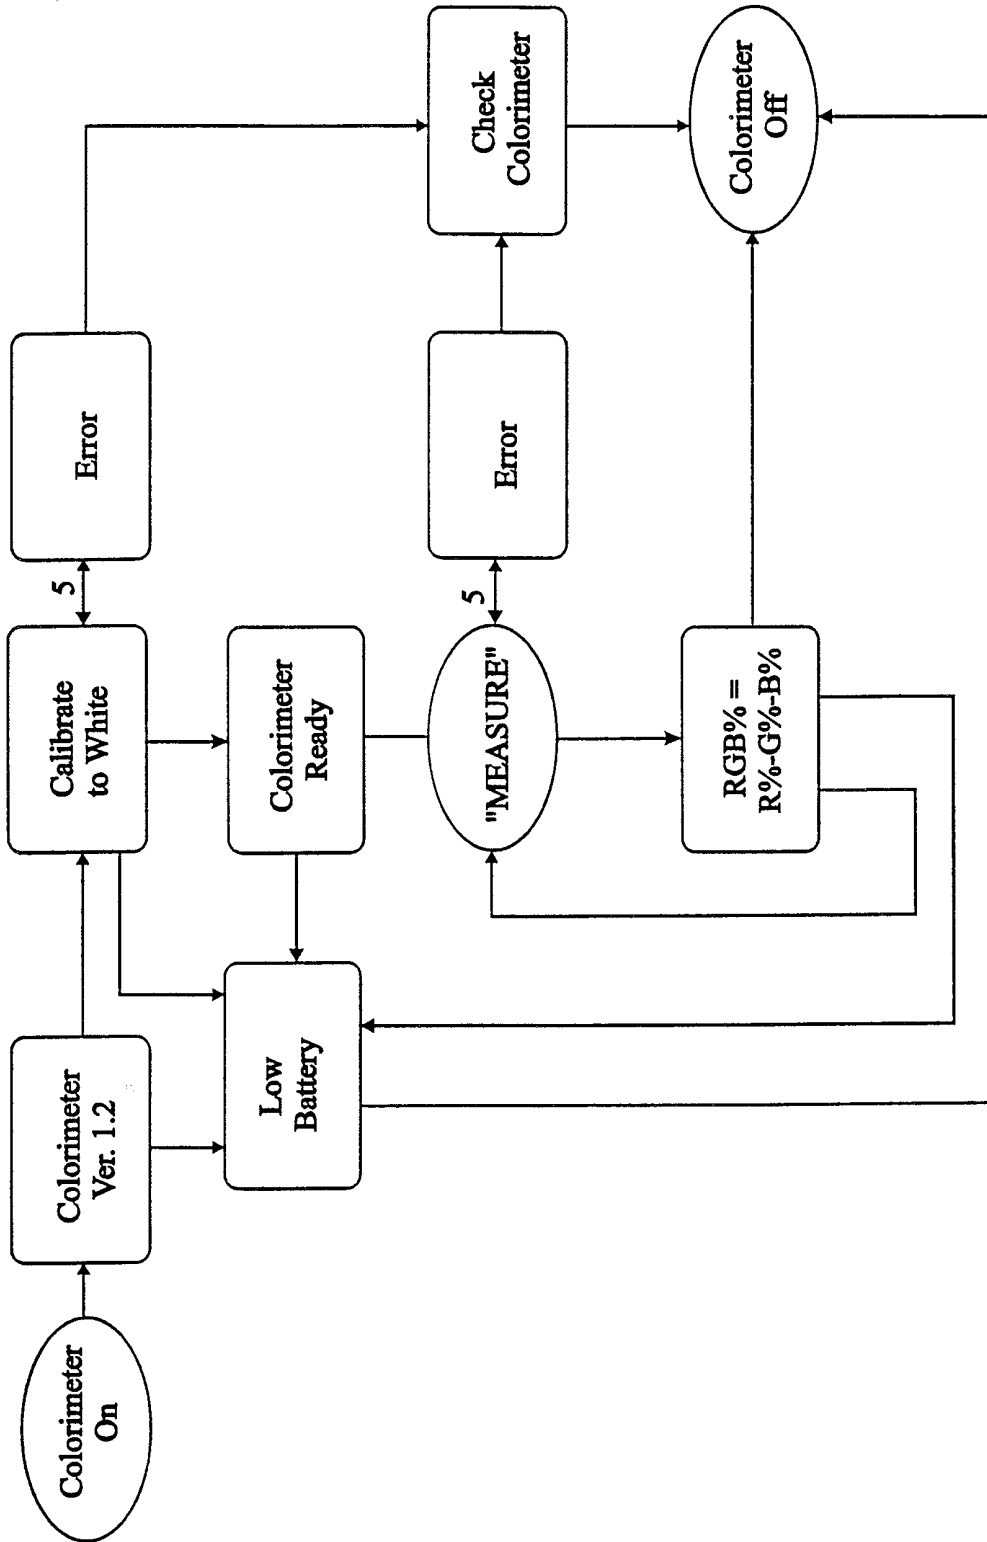 Colorimeter
On
Colorimeter
Ver. 1.2
Calibrate
to White
5
Error
Low
Battery
Colorimeter
Ready
"MEASURE"
5
Error
Check
Colorimeter
RGB% =
R%-G%-B%
Colorimeter
Off